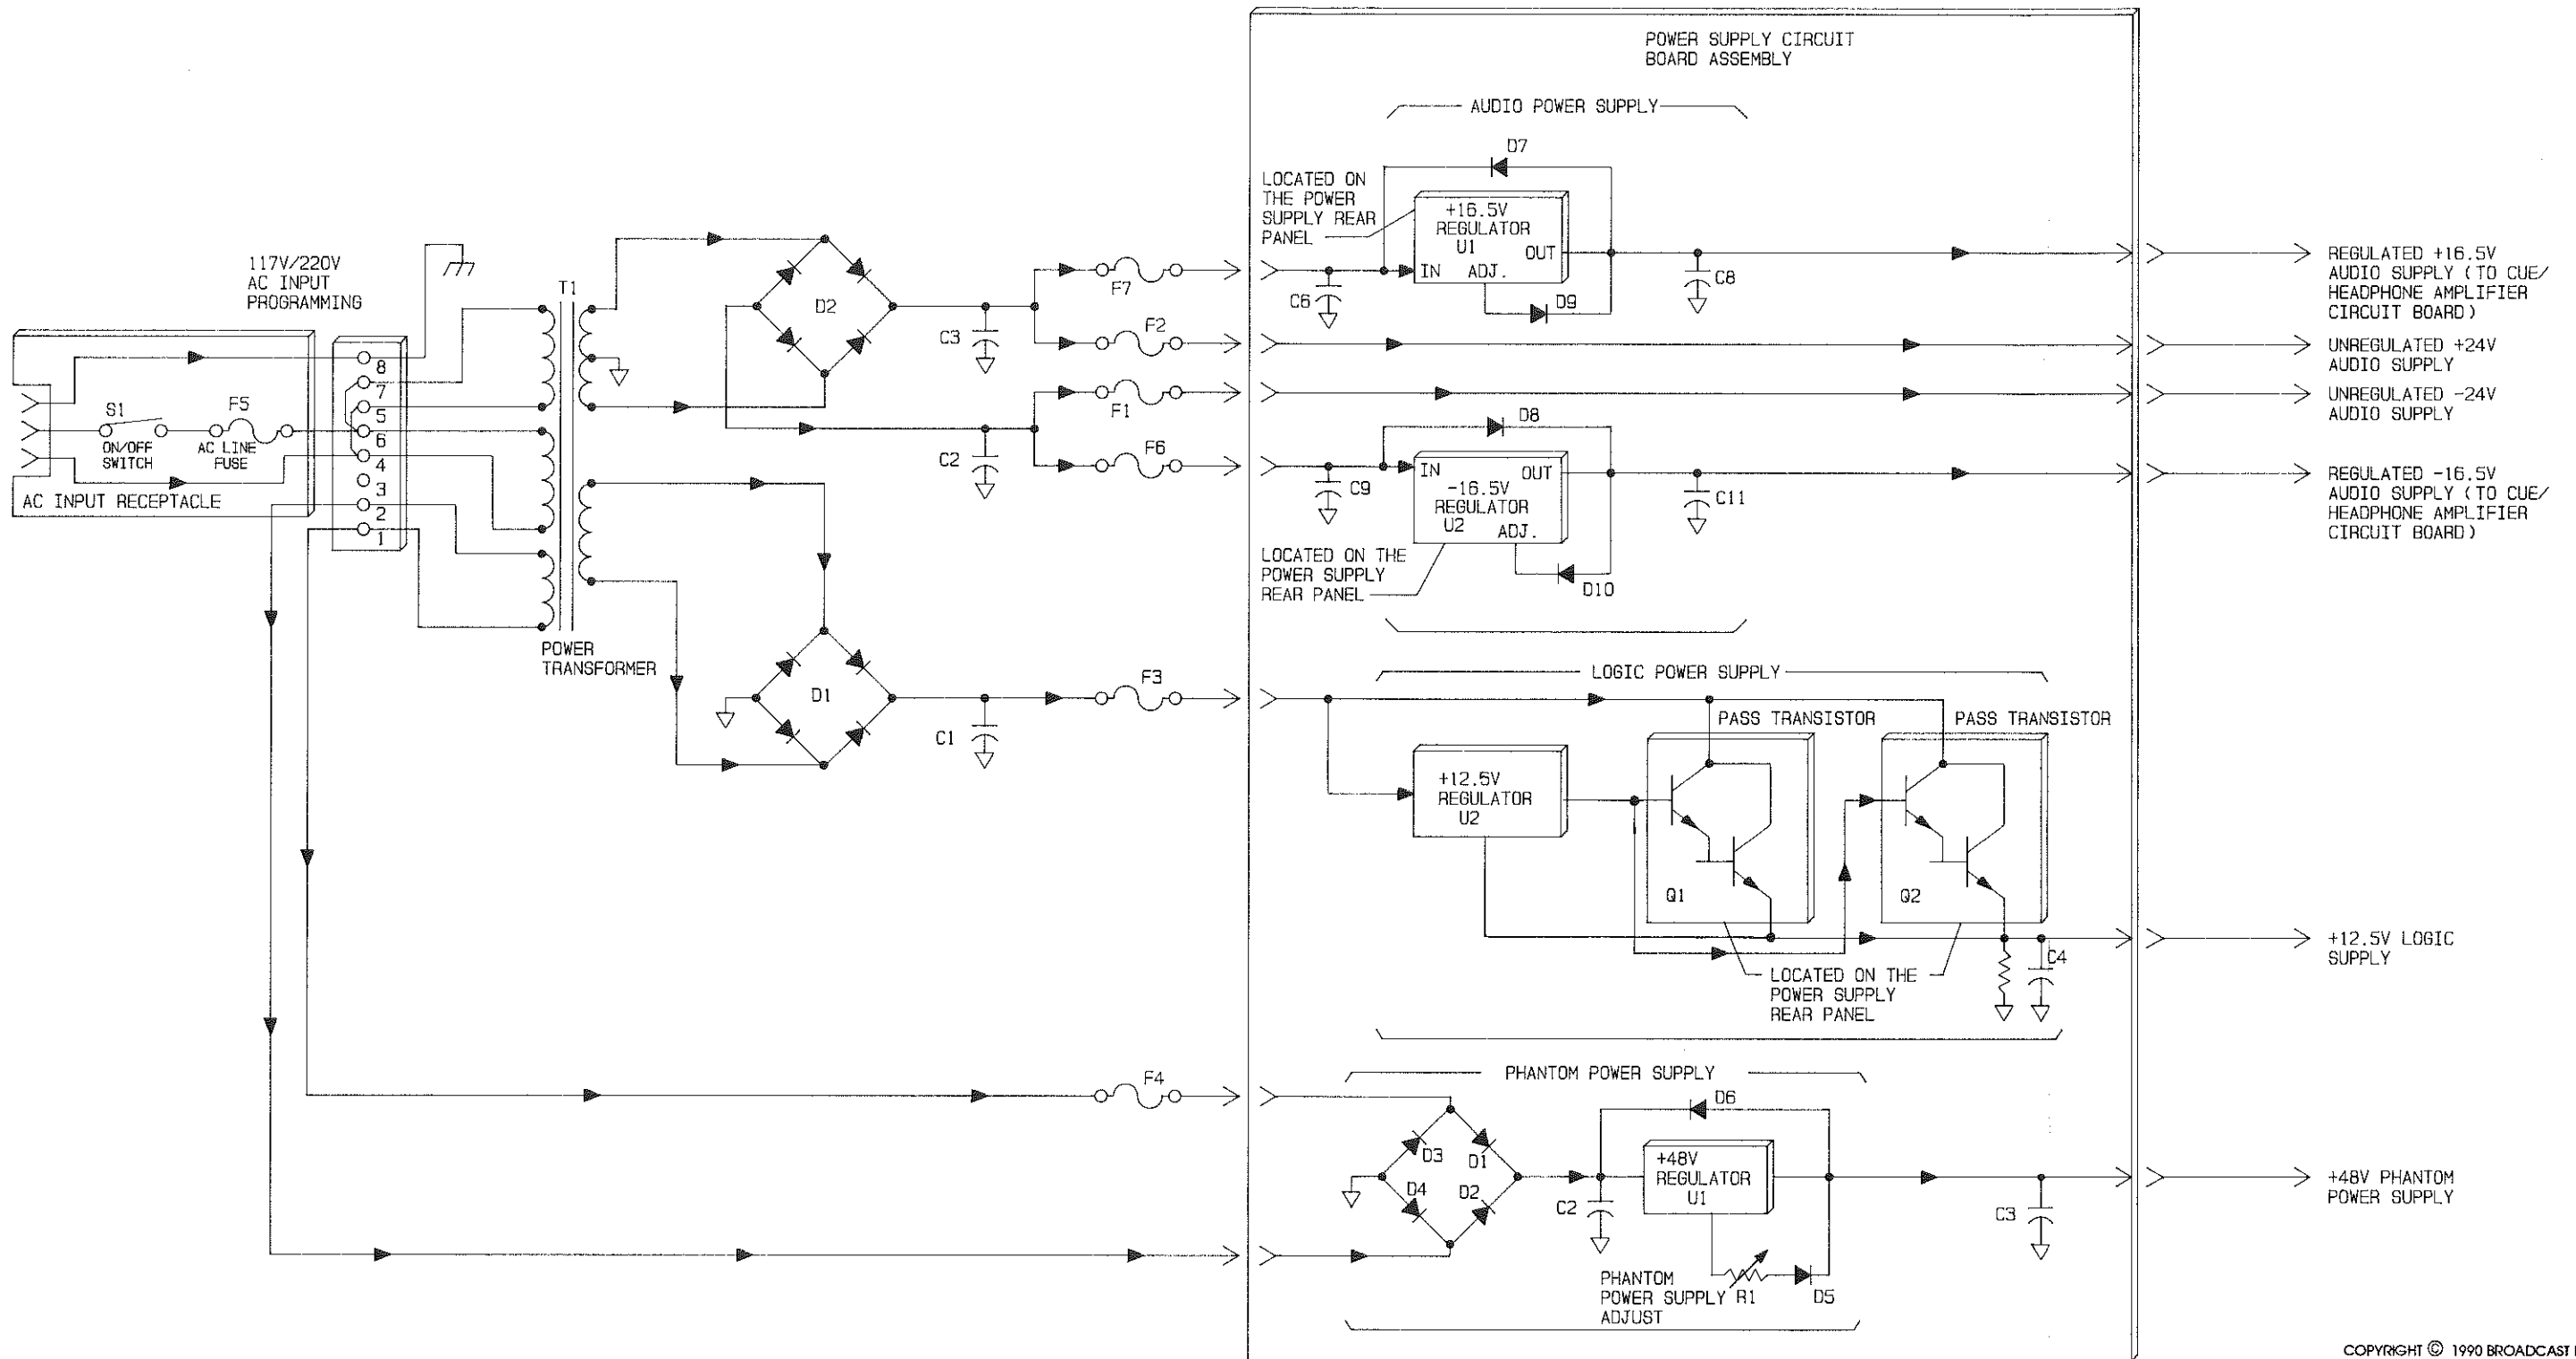 POWER SUPPLY CIRCUIT
BOARD ASSEMBLY
AUDIO POWER SUPPLY
D7
LOCATED ON
THE POWER
SUPPLY REAR
PANEL
+16.5V
REGULATOR
U1
OUT
IN ADJ.
D9
C6
C8
REGULATED +16.5V
AUDIO SUPPLY (TO CUE/
HEADPHONE AMPLIFIER
CIRCUIT BOARD)
117V/220V
AC INPUT
PROGRAMMING
T1
D2
C3
F7
F2
UNREGULATED +24V
AUDIO SUPPLY
F1
UNREGULATED -24V
AUDIO SUPPLY
8
7
5
6
4
3
2
1
S1
ON/OFF
SWITCH
F5
AC LINE
FUSE
AC INPUT RECEPTACLE
C2
F6
D8
IN OUT
-16.5V
REGULATOR
U2
ADJ.
C9
C11
D10
REGULATED -16.5V
AUDIO SUPPLY (TO CUE/
HEADPHONE AMPLIFIER
CIRCUIT BOARD)
LOCATED ON THE
POWER SUPPLY
REAR PANEL
POWER
TRANSFORMER
D1
C1
F3
LOGIC POWER SUPPLY
PASS TRANSISTOR
PASS TRANSISTOR
+12.5V
REGULATOR
U2
Q1
Q2
C4
+12.5V LOGIC
SUPPLY
LOCATED ON THE
POWER SUPPLY
REAR PANEL
F4
PHANTOM POWER SUPPLY
D6
D3
D1
D4
D2
C2
+48V
REGULATOR
U1
C3
+48V PHANTOM
POWER SUPPLY
PHANTOM
POWER SUPPLY
ADJUST
R1
D5
COPYRIGHT © 1990 BROADCAST